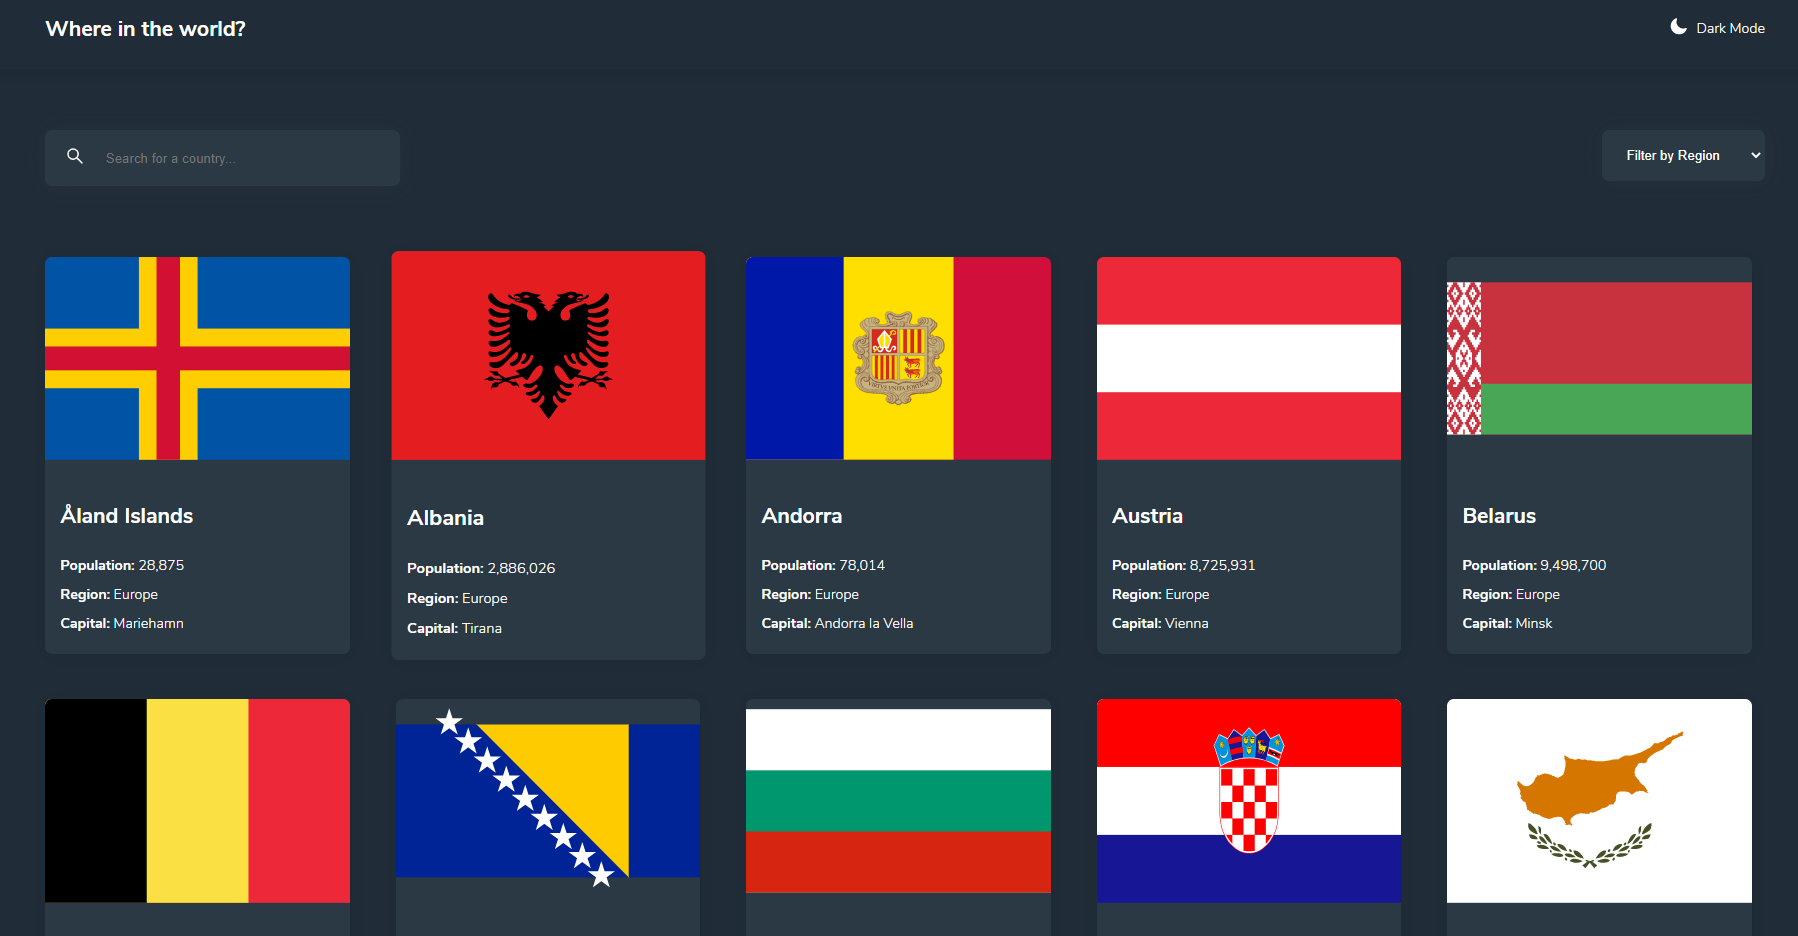 Where in the world?
Dark Mode
Search for a country...
Filter by Region
Åland Islands
Population: 28,875
Region: Europe
Capital: Mariehamn
Albania
Population: 2,886,026
Region: Europe
Capital: Tirana
Andorra
Population: 78,014
Region: Europe
Capital: Andorra la Vella
Austria
Population: 8,725,931
Region: Europe
Capital: Vienna
Belarus
Population: 9,498,700
Region: Europe
Capital: Minsk